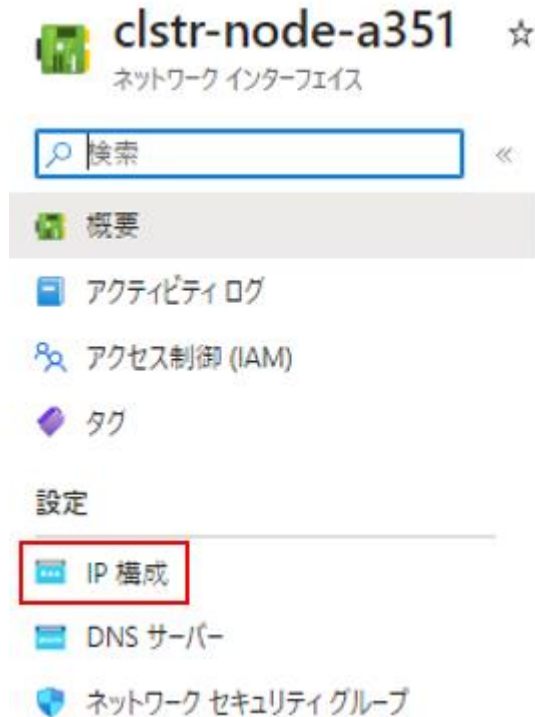 clstr-node-a351
ネットワーク インターフェイス
検索
概要
アクティビティ ログ
アクセス制御 (IAM)
タグ
設定
IP 構成
DNS サーバー
ネットワーク セキュリティ グループ